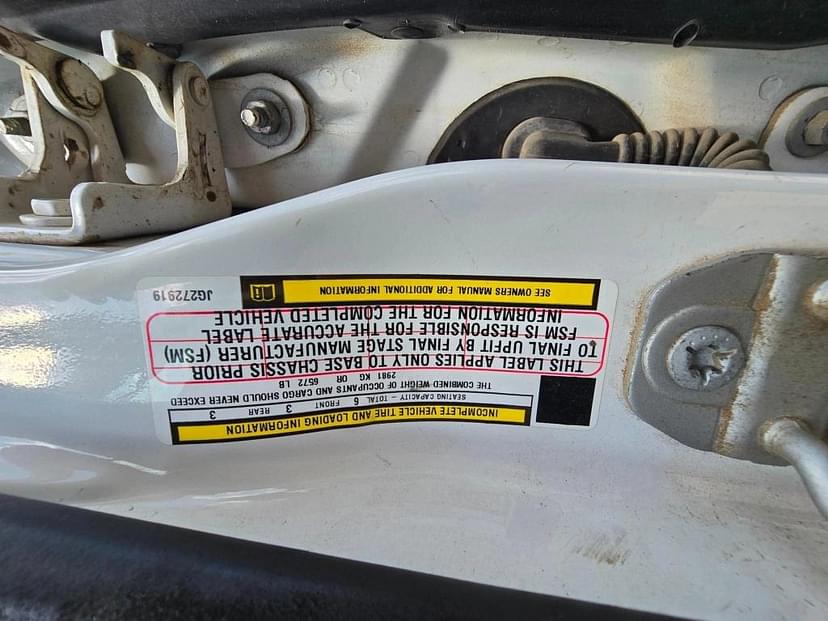 INCOMPLETE VEHICLE TIRE AND LOADING INFORMATION
SEATING CAPACITY – TOTAL 6 FRONT 3 REAR 3
THE COMBINED WEIGHT OF OCCUPANTS AND CARGO SHOULD NEVER EXCEED
2981 KG OR 6572 LB
THIS LABEL APPLIES ONLY TO BASE CHASSIS PRIOR
TO FINAL UPFIT BY FINAL STAGE MANUFACTURER (FSM)
FSM IS RESPONSIBLE FOR THE ACCURATE LABEL
INFORMATION FOR THE COMPLETED VEHICLE
SEE OWNERS MANUAL FOR ADDITIONAL INFORMATION
JG272919